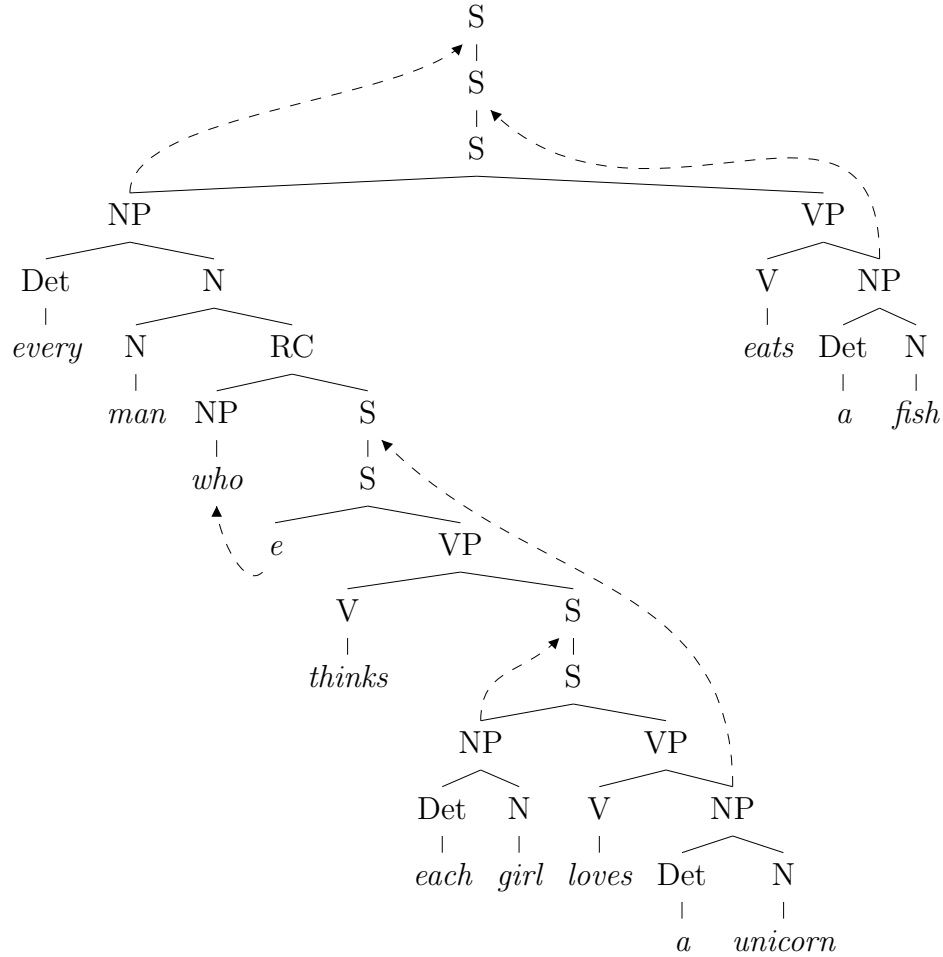 S
S
S
NP VP
Det N V NP
every N RC eats Det N
man NP S a fish
who S
e VP
V S
thinks S
NP VP
Det N V NP
each girl loves Det N
a unicorn